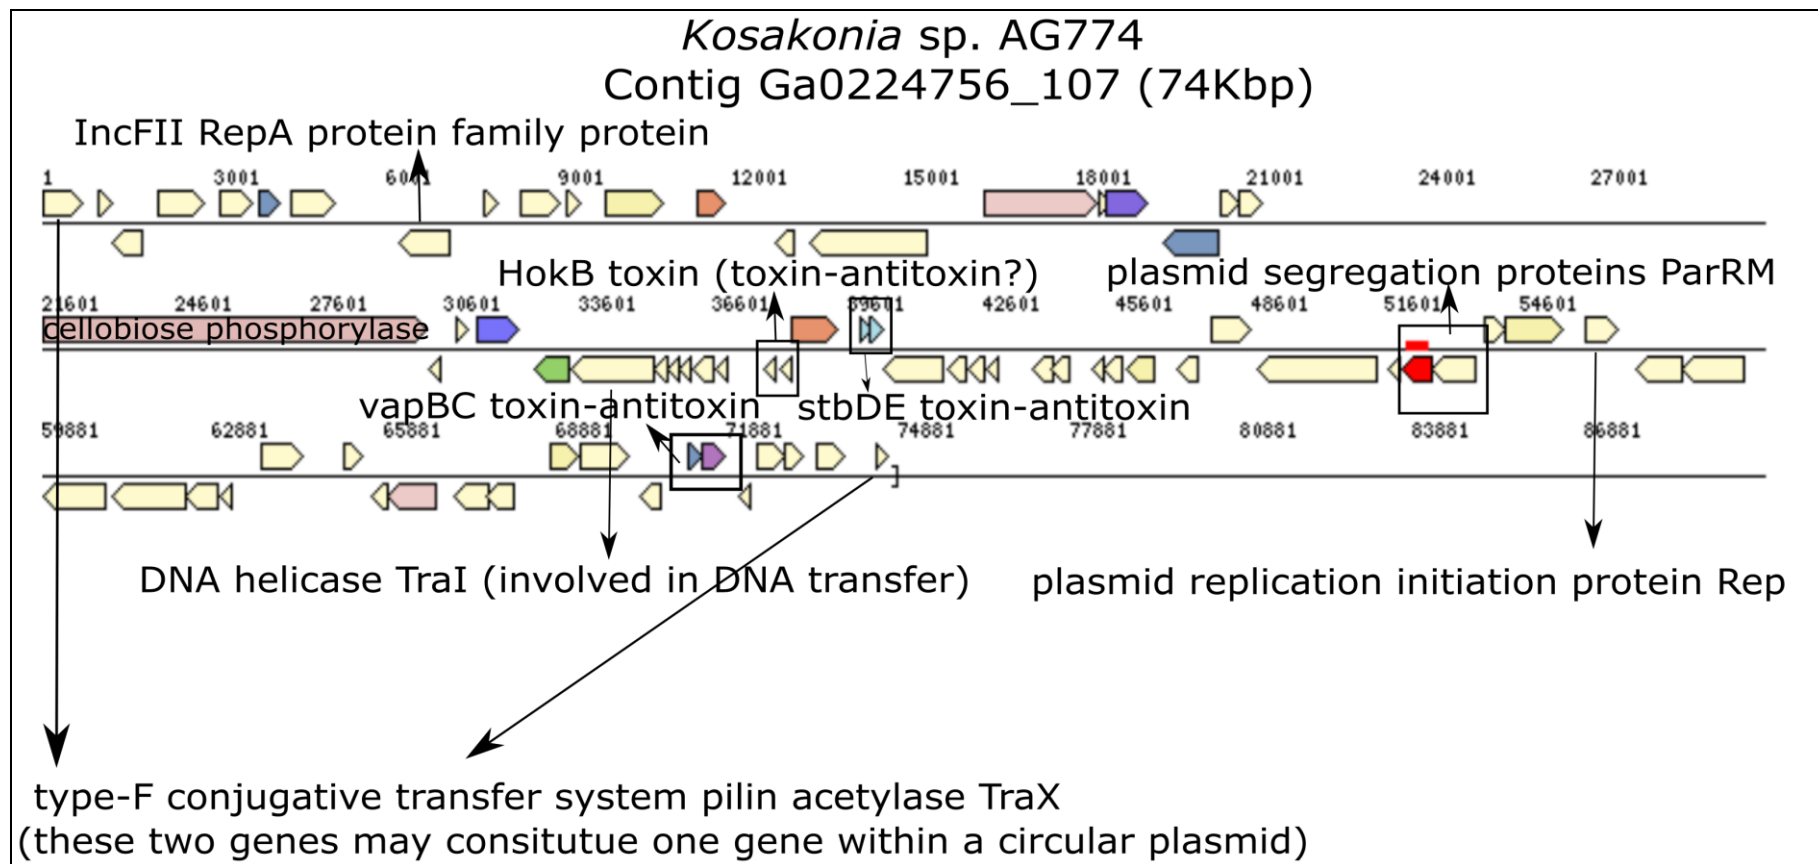 Kosakonia sp. AG774
Contig Ga0224756_107 (74Kbp)
IncFII RepA protein family protein
1 3001 6001 9001 12001 15001 18001 21001 24001 27001
HokB toxin (toxin-antitoxin?) plasmid segregation proteins ParRM
21601 24601 27601 30601 33601 36601 39601 42601 45601 48601 51601 54601
cellobiose phosphorylase
vapBC toxin-antitoxin stbDE toxin-antitoxin
59881 62881 65881 68881 71881 74881 77881 80881 83881 86881
]
DNA helicase TraI (involved in DNA transfer) plasmid replication initiation protein Rep
type-F conjugative transfer system pilin acetylase TraX
(these two genes may consitutue one gene within a circular plasmid)